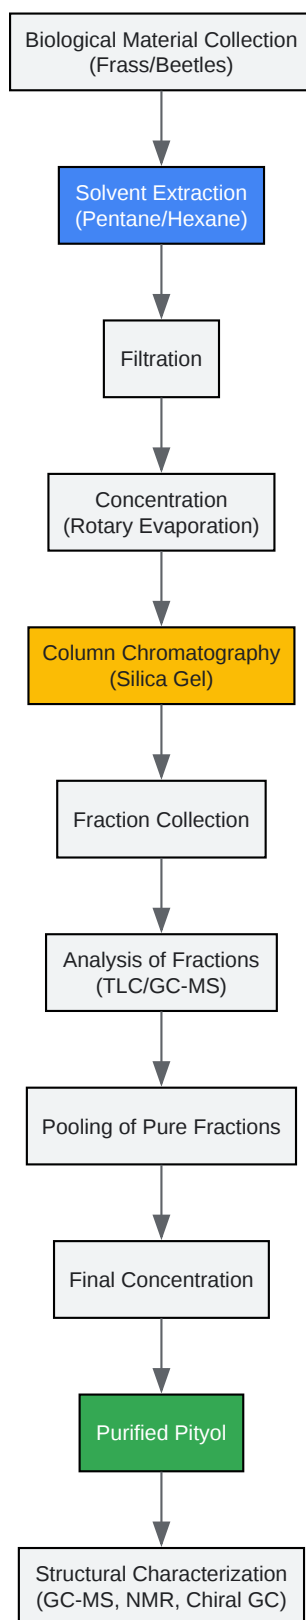 Biological Material Collection
(Frass/Beetles)
Solvent Extraction
(Pentane/Hexane)
Filtration
Concentration
(Rotary Evaporation)
Column Chromatography
(Silica Gel)
Fraction Collection
Analysis of Fractions
(TLC/GC-MS)
Pooling of Pure Fractions
Final Concentration
Purified Pityol
Structural Characterization
(GC-MS, NMR, Chiral GC)